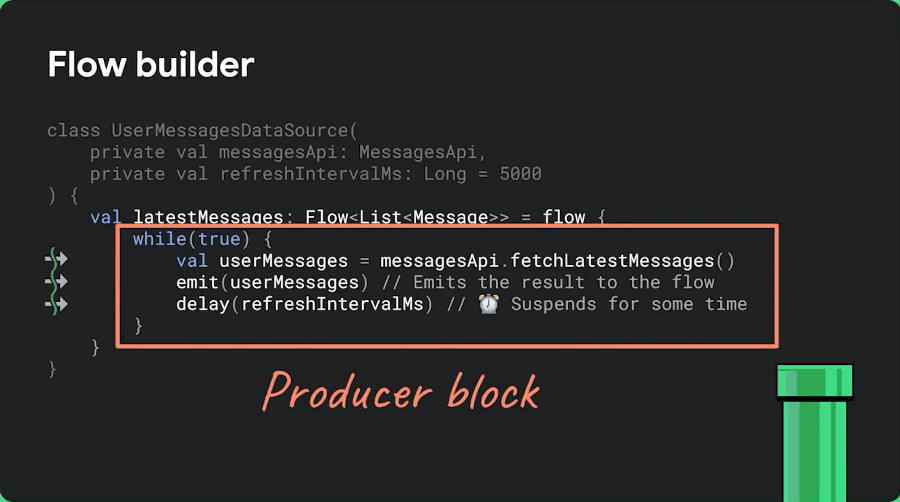 Flow builder
class UserMessagesDataSource(
    private val messagesApi: MessagesApi,
    private val refreshIntervalMs: Long = 5000
) {
    val latestMessages: Flow<List<Message>> = flow {
        while(true) {
            val userMessages = messagesApi.fetchLatestMessages()
            emit(userMessages) // Emits the result to the flow
            delay(refreshIntervalMs) // ⏰ Suspends for some time
        }
    }
}
Producer block